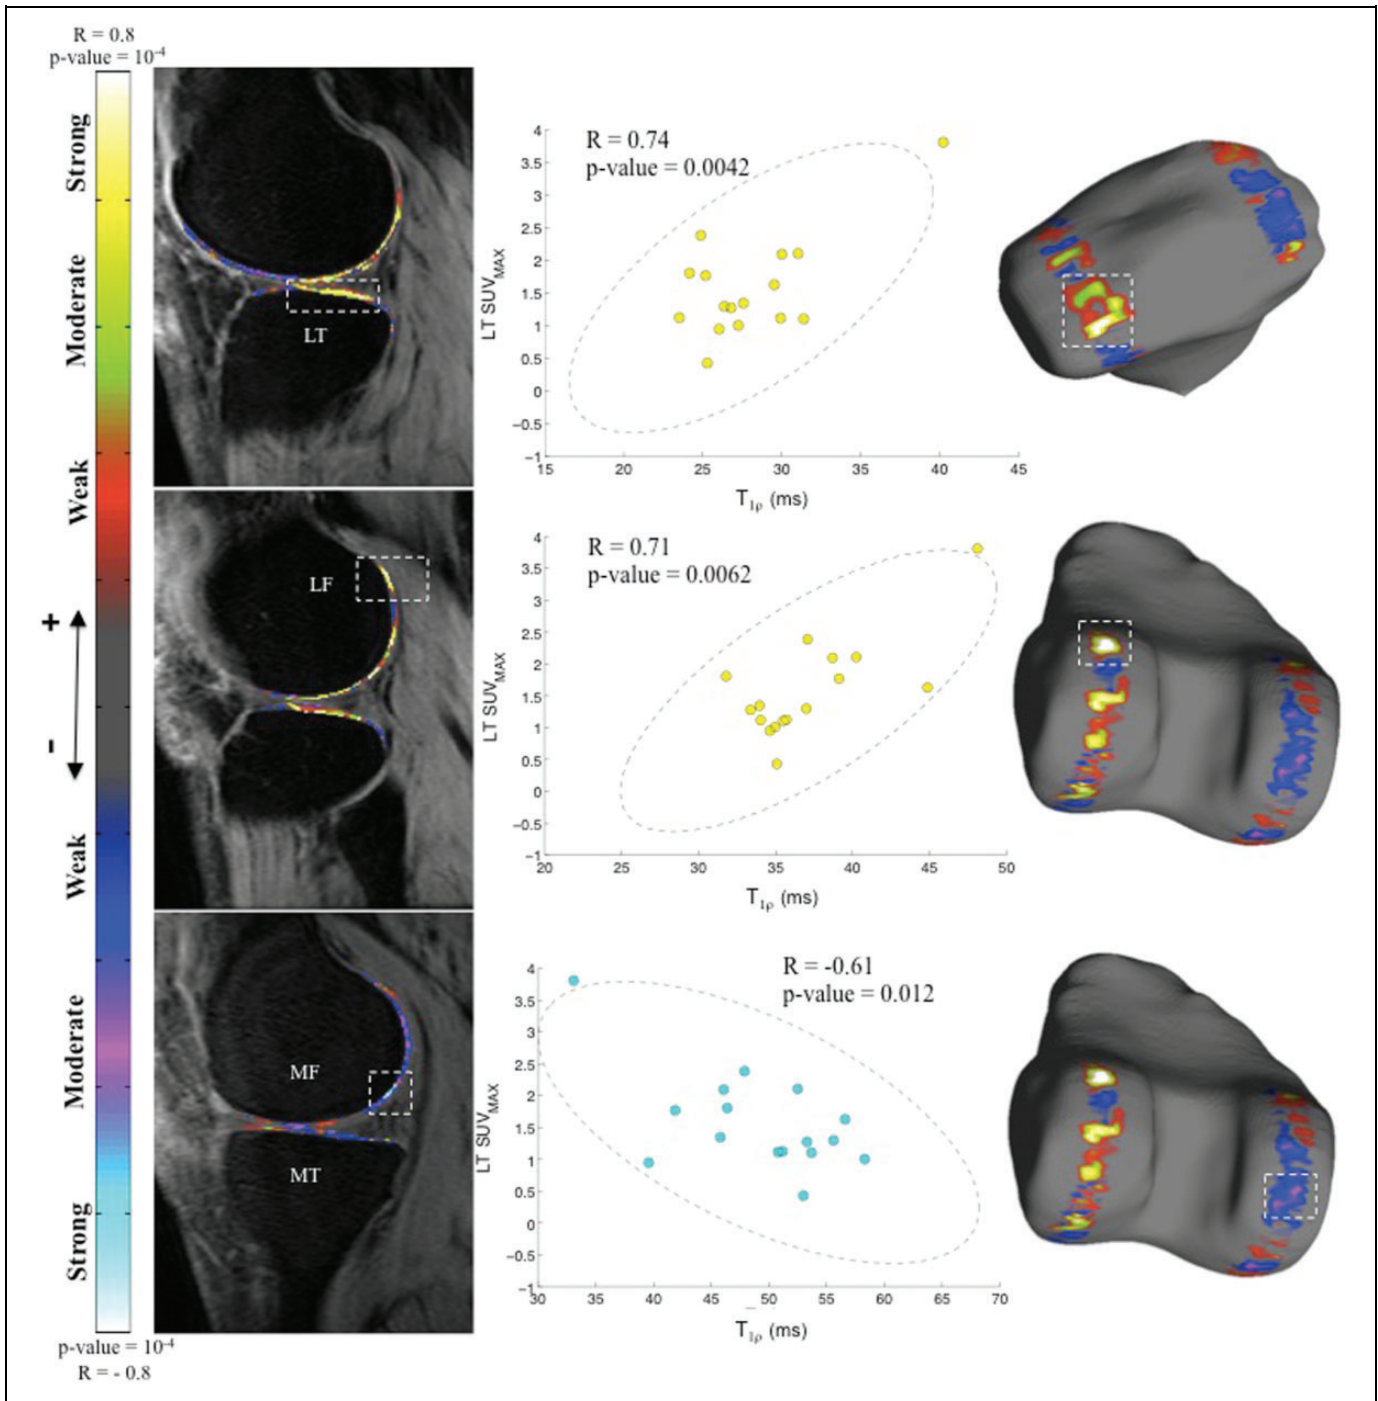 R = 0.8
p-value = 10⁻⁴
Strong
Moderate
Weak
+
-
Weak
Moderate
Strong
p-value = 10⁻⁴
R = - 0.8
LT
LF
MF
MT
R = 0.74
p-value = 0.0042
LT SUV_MAX
4
3.5
3
2.5
2
1.5
1
0.5
0
−0.5
−1
15 20 25 30 35 40 45
T₁ρ (ms)
R = 0.71
p-value = 0.0062
LT SUV_MAX
4
3.5
3
2.5
2
1.5
1
0.5
0
−0.5
−1
20 25 30 35 40 45 50
T₁ρ (ms)
R = -0.61
p-value = 0.012
LT SUV_MAX
4
3.5
3
2.5
2
1.5
1
0.5
0
−0.5
−1
30 35 40 45 50 55 60 65 70
T₁ρ (ms)